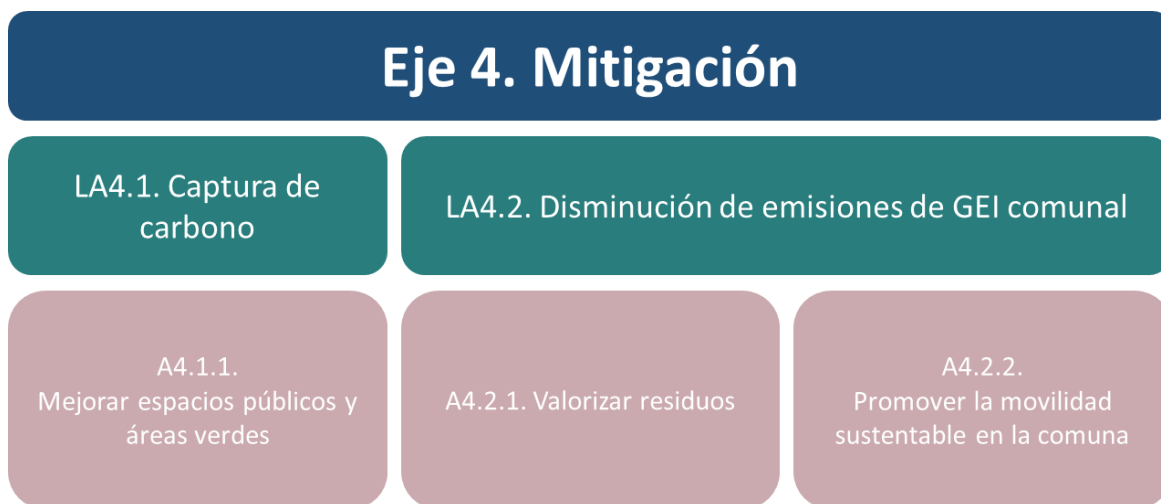 Eje 4. Mitigación
LA4.1. Captura de
carbono
LA4.2. Disminución de emisiones de GEI comunal
A4.1.1.
Mejorar espacios públicos y
áreas verdes
A4.2.1. Valorizar residuos
A4.2.2.
Promover la movilidad
sustentable en la comuna